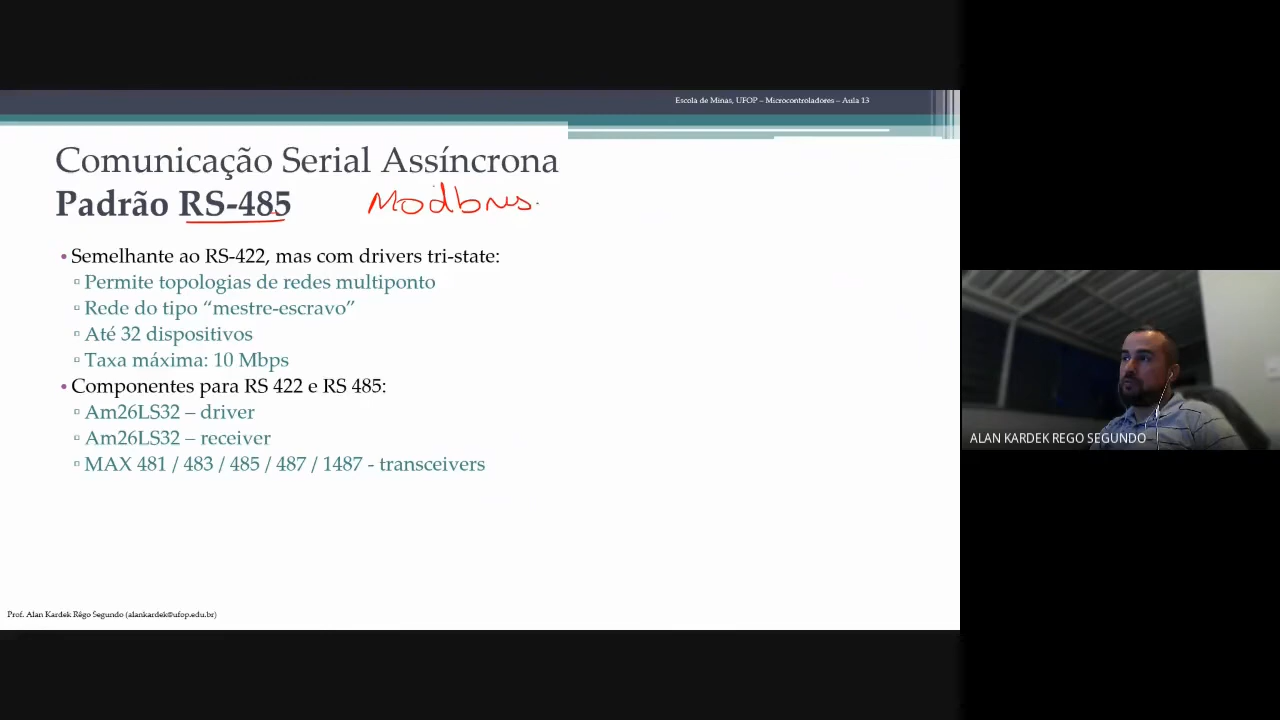 Escola de Minas, UFOP – Microcontroladores – Aula 13
Comunicação Serial Assíncrona
Padrão RS-485
Modbus.
• Semelhante ao RS-422, mas com drivers tri-state:
▫ Permite topologias de redes multiponto
▫ Rede do tipo “mestre-escravo”
▫ Até 32 dispositivos
▫ Taxa máxima: 10 Mbps
• Componentes para RS 422 e RS 485:
▫ Am26LS32 – driver
▫ Am26LS32 – receiver
▫ MAX 481 / 483 / 485 / 487 / 1487 - transceivers
ALAN KARDEK REGO SEGUNDO
Prof. Alan Kardek Rêgo Segundo (alankardek@ufop.edu.br)